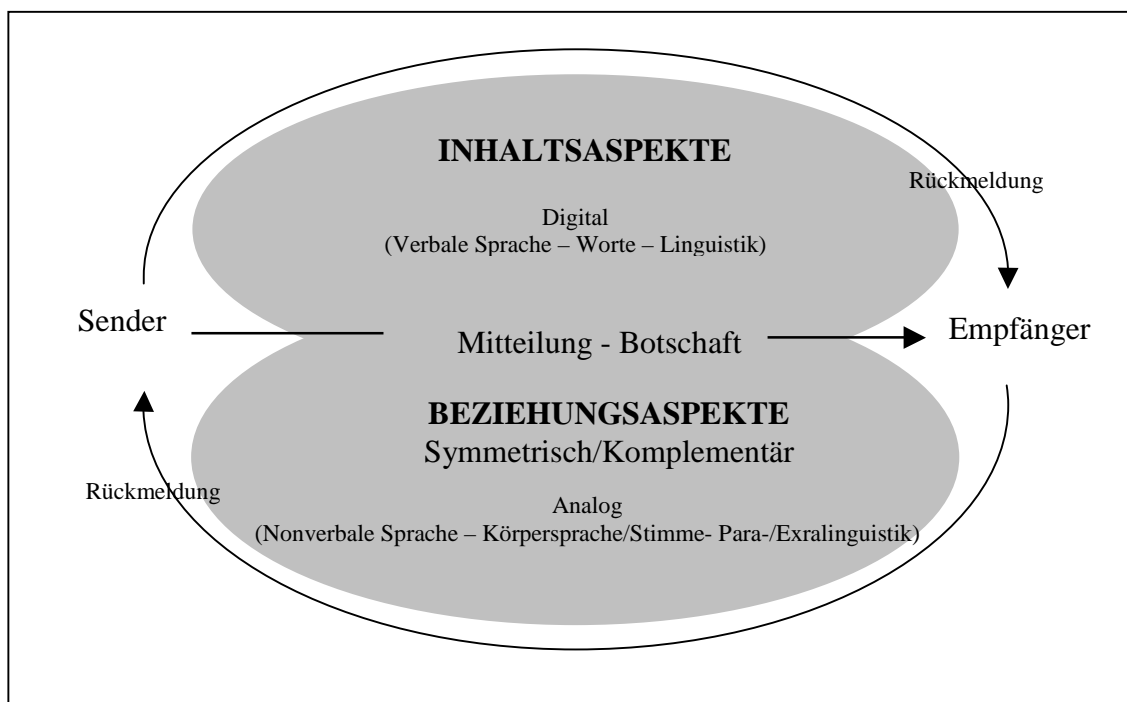 INHALTSASPEKTE
Rückmeldung
Digital
(Verbale Sprache – Worte – Linguistik)
Sender
Mitteilung - Botschaft
Empfänger
BEZIEHUNGSASPEKTE
Symmetrisch/Komplementär
Rückmeldung
Analog
(Nonverbale Sprache – Körpersprache/Stimme- Para-/Exralinguistik)